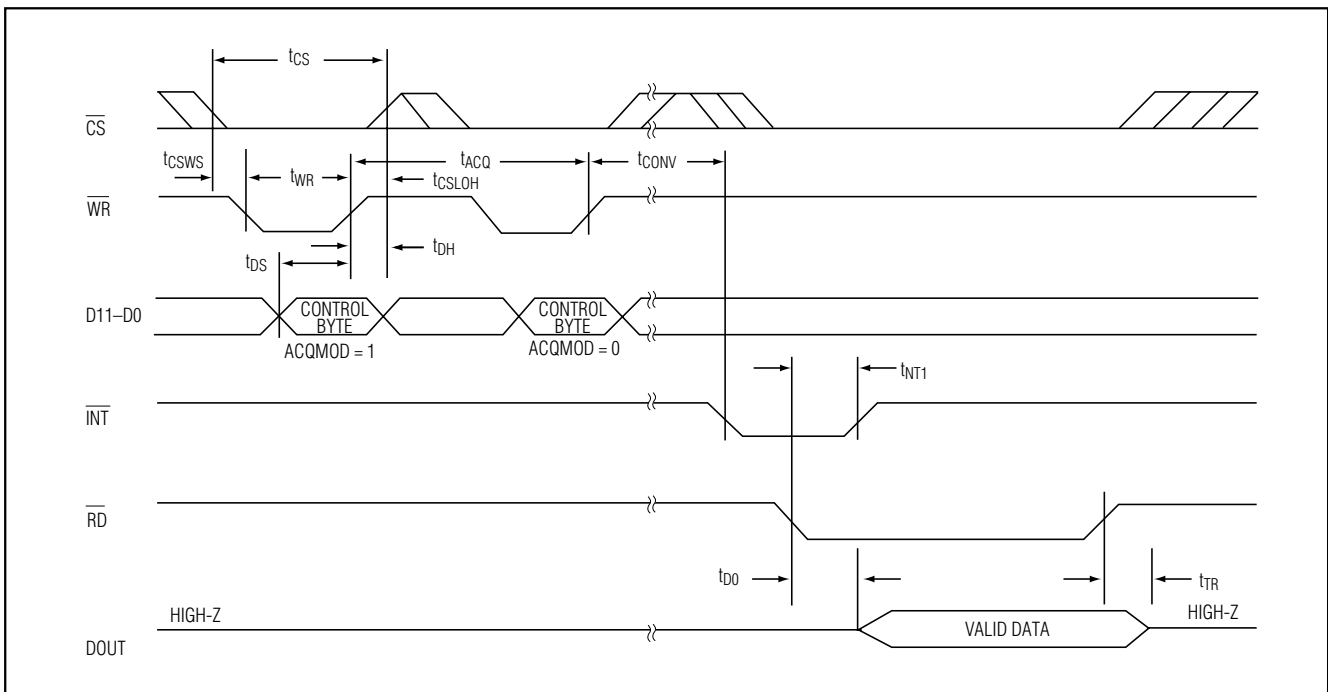 tCS
CS
tCSWS
tWR
tACQ
tCSLOH
tCONV
WR
tDS
tDH
D11–D0
CONTROL
BYTE
CONTROL
BYTE
ACQMOD = 1
ACQMOD = 0
tNT1
INT
RD
tD0
tTR
HIGH-Z
VALID DATA
HIGH-Z
DOUT